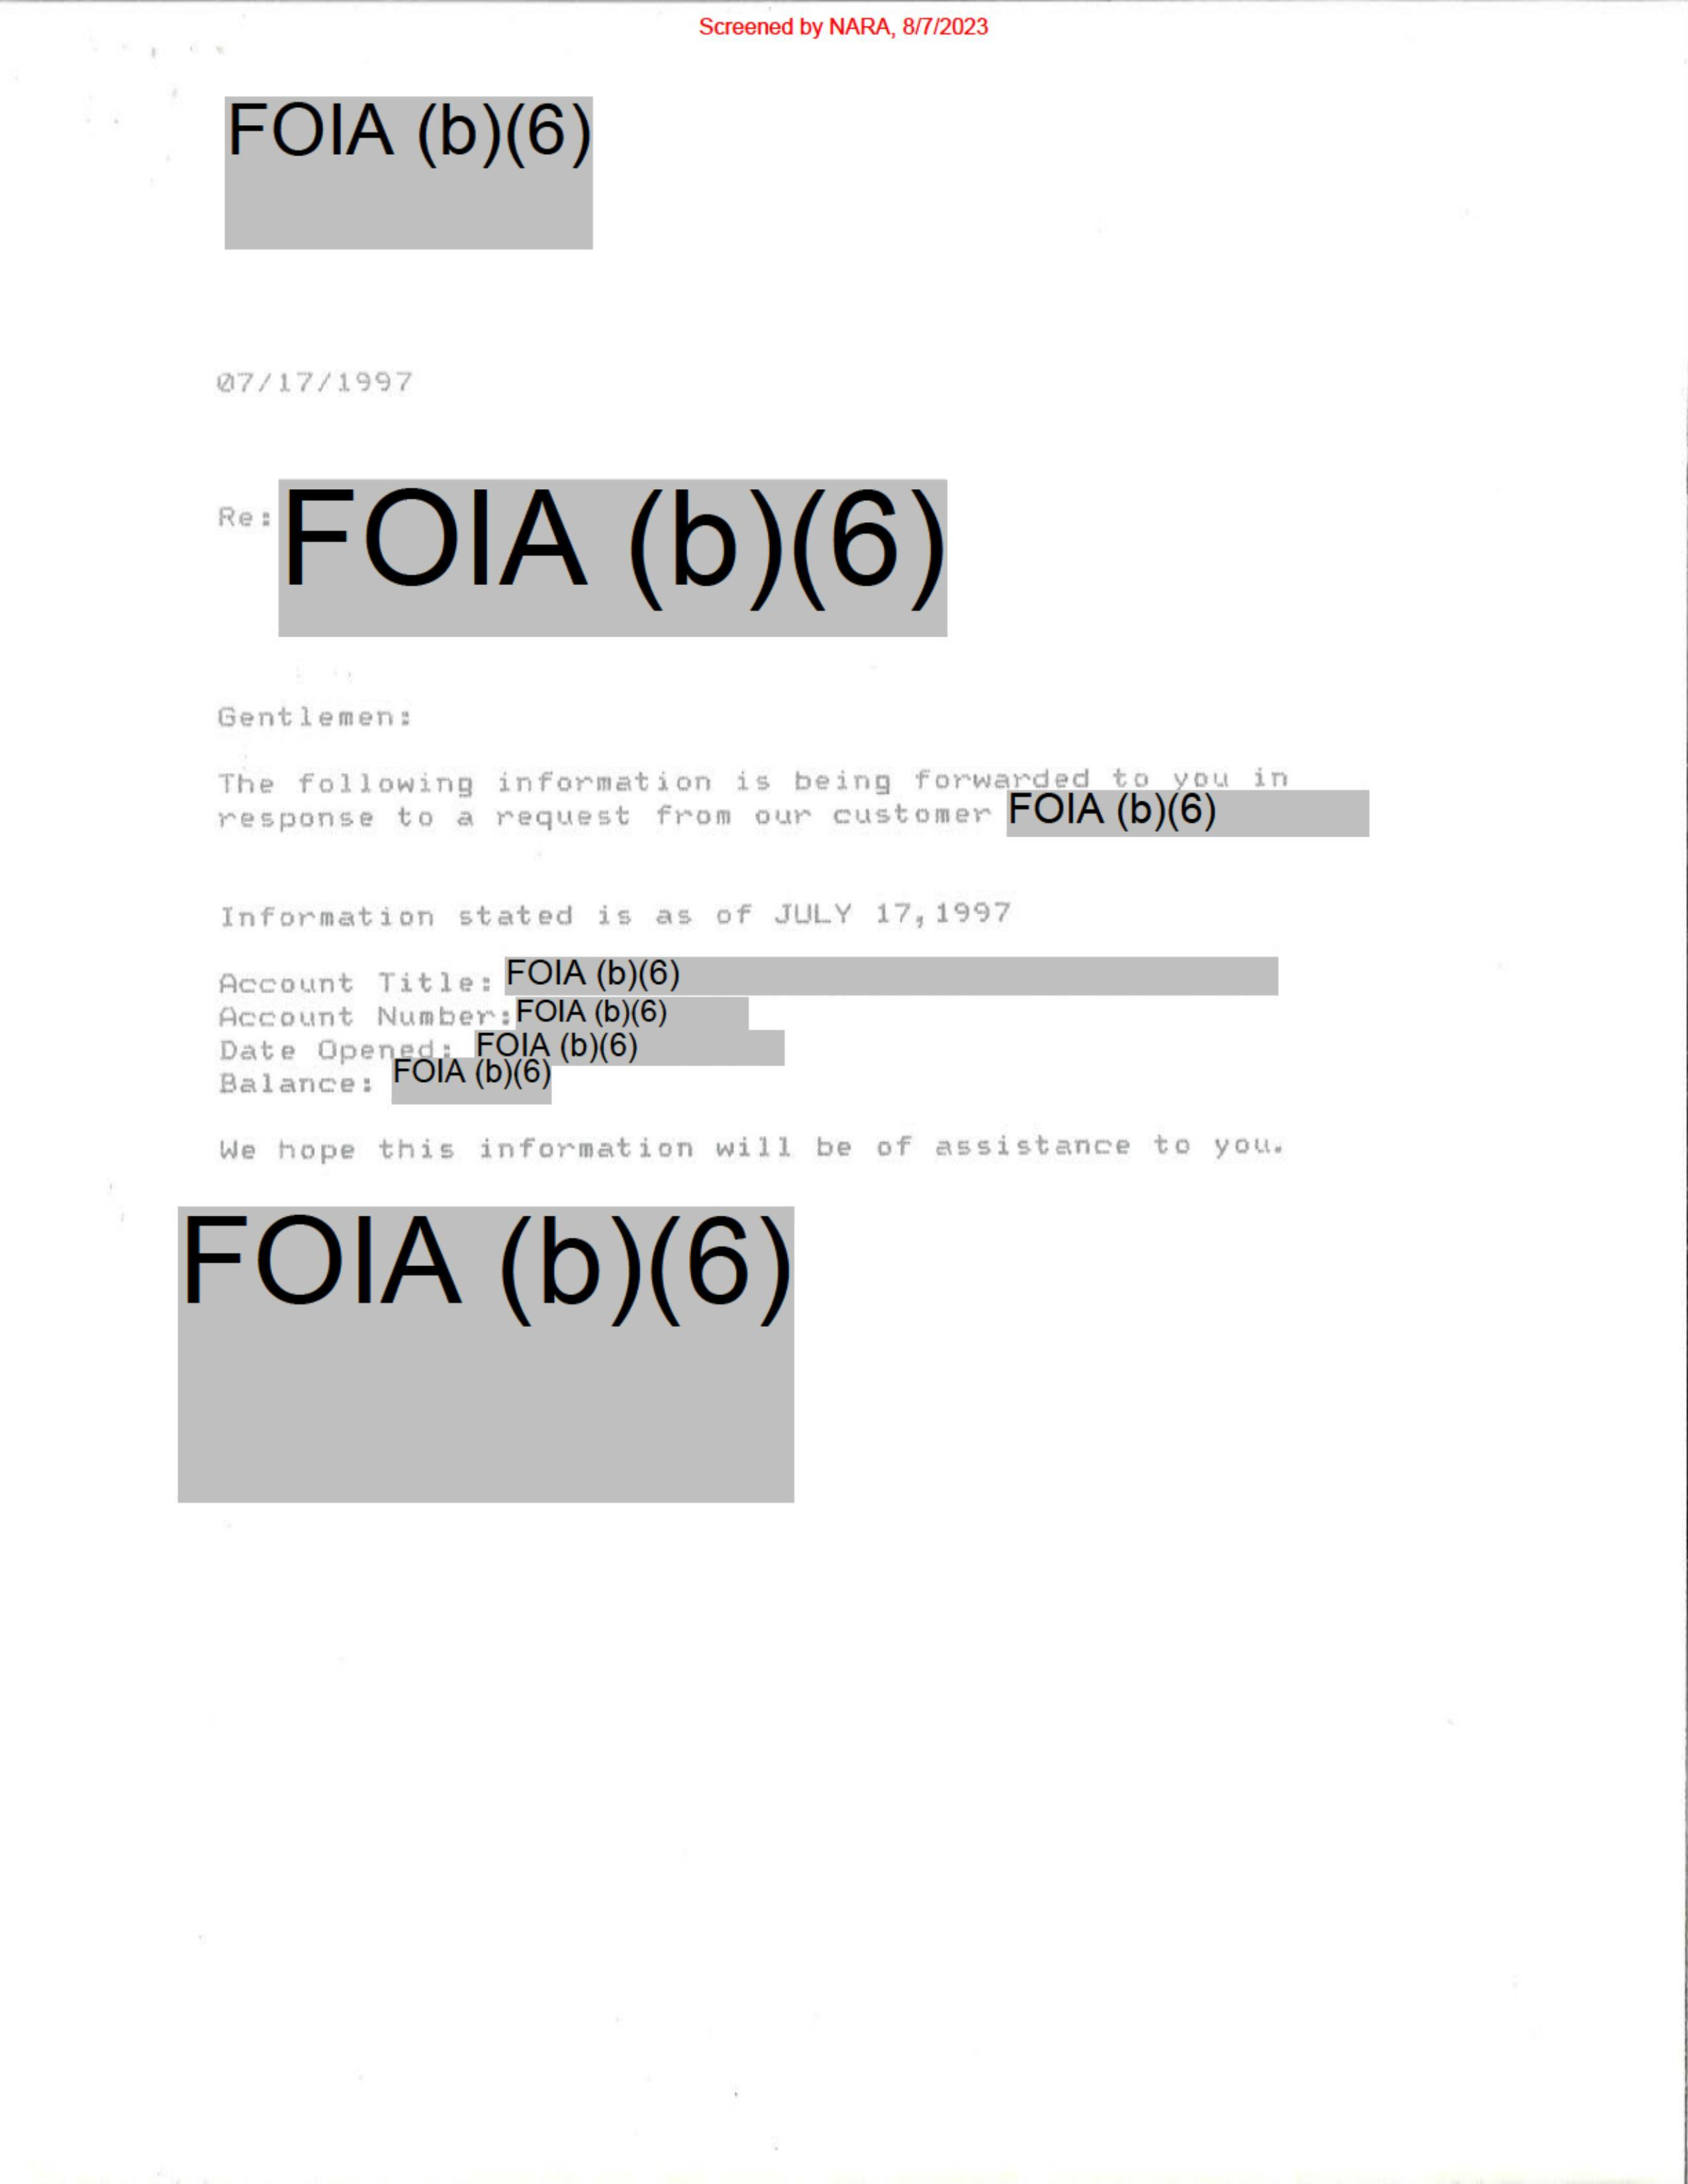 Screened by NARA, 8/7/2023
FOIA (b)(6)
07/17/1997
Re: FOIA (b)(6)
Gentlemen:
The following information is being forwarded to you in
response to a request from our customer FOIA (b)(6)
Information stated is as of JULY 17,1997
Account Title: FOIA (b)(6)
Account Number: FOIA (b)(6)
Date Opened: FOIA (b)(6)
Balance: FOIA (b)(6)
We hope this information will be of assistance to you.
FOIA (b)(6)